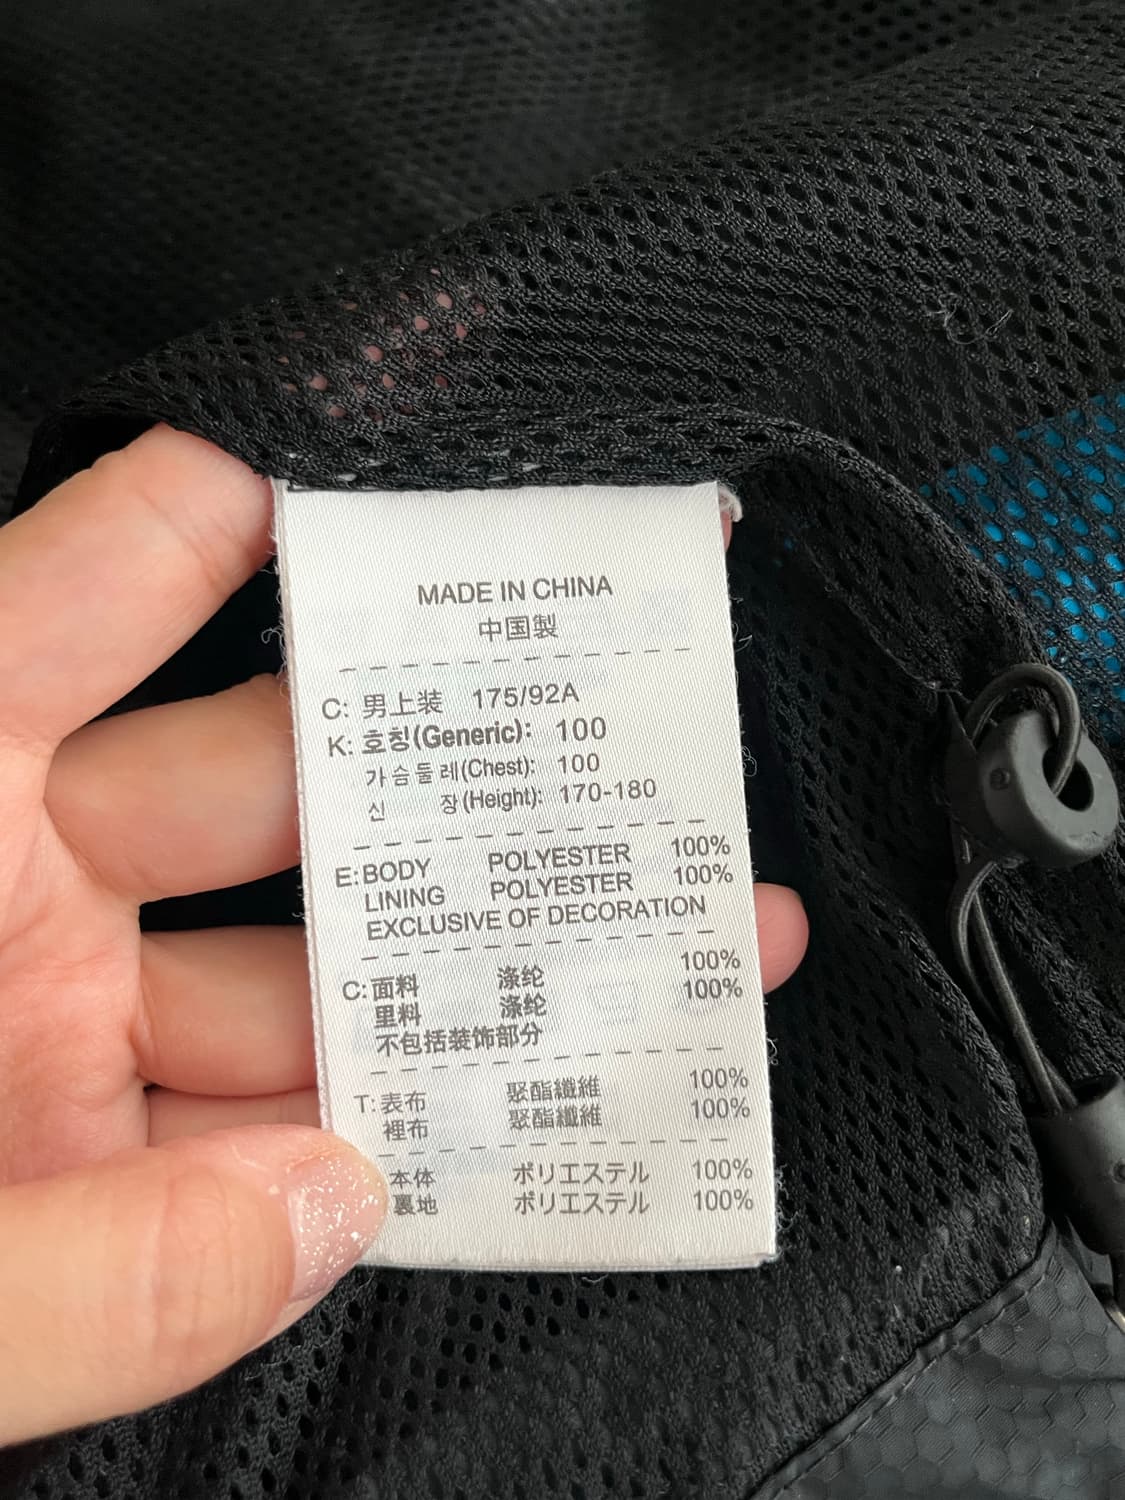 MADE IN CHINA
中国製
C: 男上装 175/92A
K: 호칭(Generic): 100
가슴둘레(Chest): 100
신 장(Height): 170-180
E: BODY POLYESTER 100%
LINING POLYESTER 100%
EXCLUSIVE OF DECORATION
C: 面料 涤纶 100%
里料 涤纶 100%
不包括装饰部分
T: 表布 聚酯纖維 100%
裡布 聚酯纖維 100%
本体 ポリエステル 100%
裏地 ポリエステル 100%